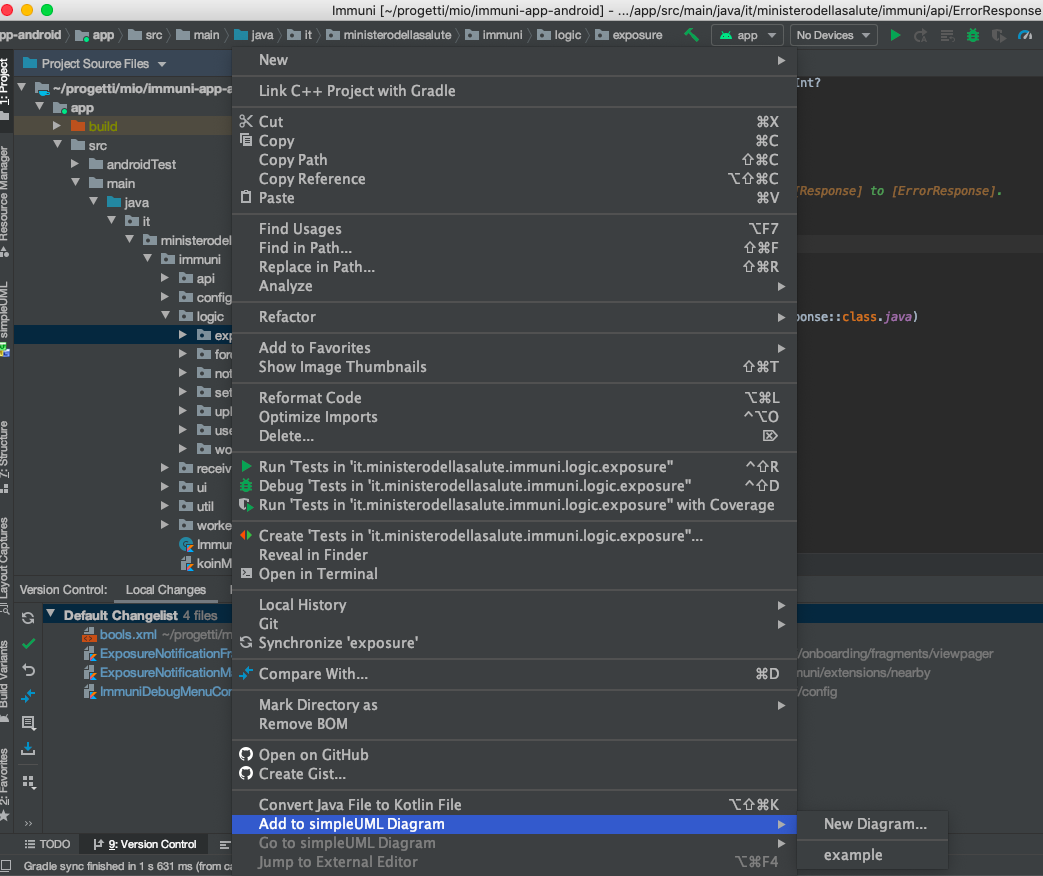 Immuni [~/progetti/mio/immuni-app-android] - .../app/src/main/java/it/ministerodellasalute/immuni/api/ErrorResponse
pp-android
app
src
main
java
it
ministerodellasalute
immuni
logic
exposure
app
No Devices
1: Project
Resource Manager
simpleUML
7: Structure
Layout Captures
Build Variants
2: Favorites
Project Source Files
~/progetti/mio/immuni-app-a
app
build
src
androidTest
main
java
it
ministerodel
immuni
api
config
logic
exp
for
not
set
upl
use
wo
receiv
ui
util
worke
Immun
koinM
New
Link C++ Project with Gradle
Cut ⌘X
Copy ⌘C
Copy Path ⇧⌘C
Copy Reference ⌥⇧⌘C
Paste ⌘V
Find Usages ⌥F7
Find in Path... ⇧⌘F
Replace in Path... ⇧⌘R
Analyze
Refactor
Add to Favorites
Show Image Thumbnails ⇧⌘T
Reformat Code ⌥⌘L
Optimize Imports ^⌥O
Delete... ⌦
Run 'Tests in 'it.ministerodellasalute.immuni.logic.exposure'' ^⇧R
Debug 'Tests in 'it.ministerodellasalute.immuni.logic.exposure'' ^⇧D
Run 'Tests in 'it.ministerodellasalute.immuni.logic.exposure'' with Coverage
Create 'Tests in 'it.ministerodellasalute.immuni.logic.exposure''...
Reveal in Finder
Open in Terminal
Local History
Git
Synchronize 'exposure'
Compare With... ⌘D
Mark Directory as
Remove BOM
Open on GitHub
Create Gist...
Convert Java File to Kotlin File ⌥⇧⌘K
Add to simpleUML Diagram
Go to simpleUML Diagram
Jump to External Editor ⌥⌘F4
New Diagram...
example
Int?
[Response] to [ErrorResponse].
ponse::class.java)
Version Control:
Local Changes
Default Changelist 4 files
bools.xml ~/progetti/m
ExposureNotificationFr
/onboarding/fragments/viewpager
ExposureNotificationMa
muni/extensions/nearby
ImmuniDebugMenuCon
/config
TODO
9: Version Control
Gradle sync finished in 1 s 631 ms (from ca